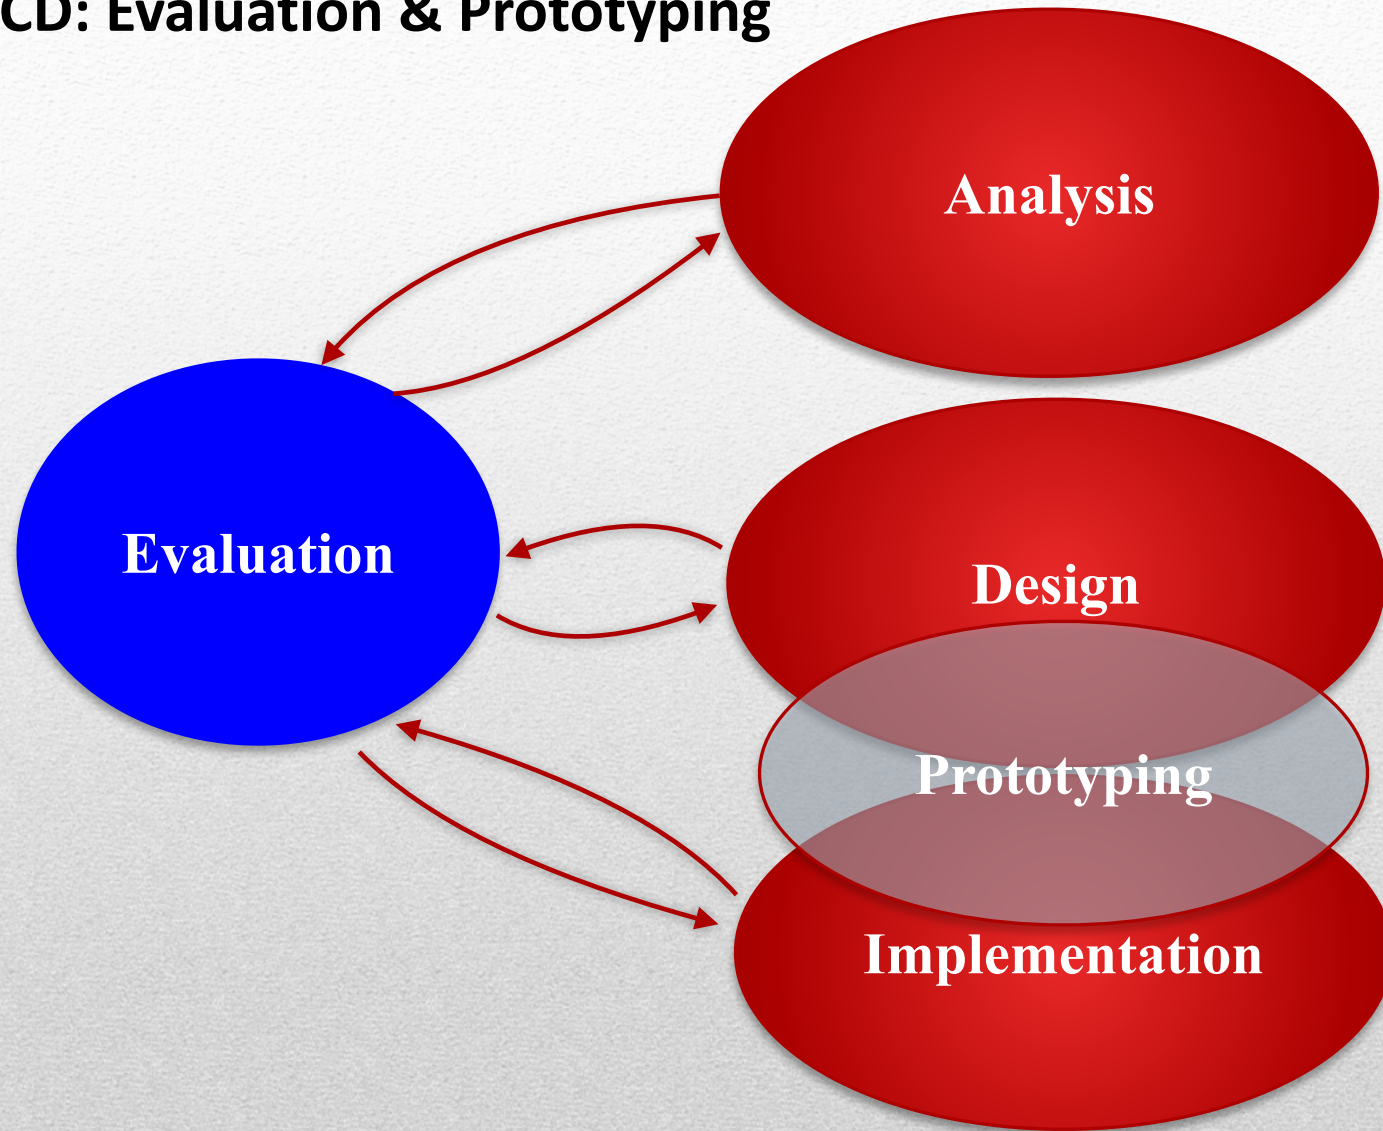 CD: Evaluation & Prototyping
Analysis
Evaluation
Design
Prototyping
Implementation